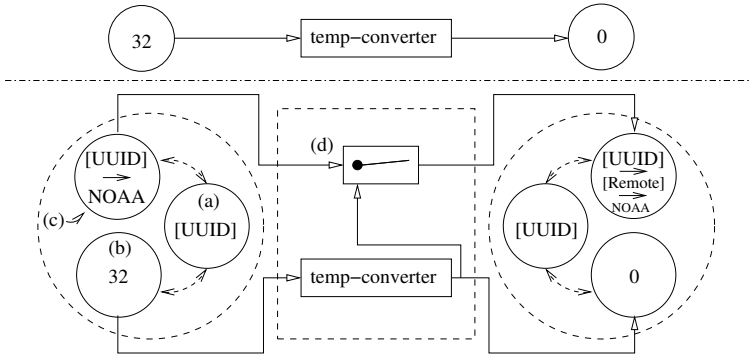 32
temp−converter
0
[UUID]
NOAA
(a)
[UUID]
(c)
(b)
32
(d)
temp−converter
[UUID]
[Remote]
NOAA
[UUID]
0